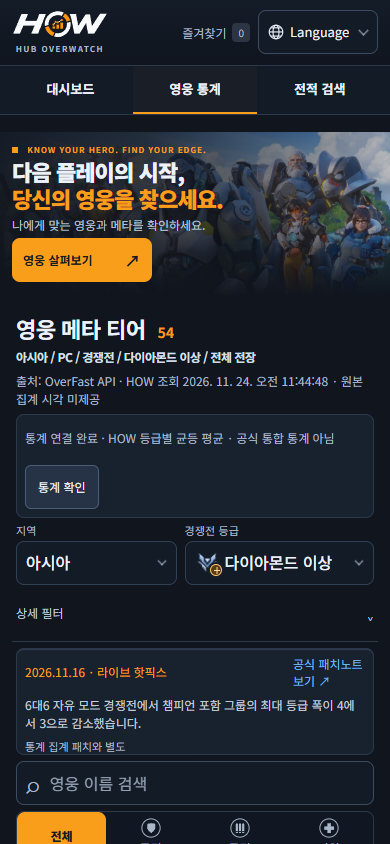 HOW
HUB OVERWATCH
즐겨찾기 0
Language
대시보드
영웅 통계
전적 검색
KNOW YOUR HERO. FIND YOUR EDGE.
다음 플레이의 시작,
당신의 영웅을 찾으세요.
나에게 맞는 영웅과 메타를 확인하세요.
영웅 살펴보기 ↗
영웅 메타 티어 54
아시아 / PC / 경쟁전 / 다이아몬드 이상 / 전체 전장
출처: OverFast API · HOW 조회 2026. 11. 24. 오전 11:44:48 · 원본
집계 시각 미제공
통계 연결 완료 · HOW 등급별 균등 평균 · 공식 통합 통계 아님
통계 확인
지역
경쟁전 등급
아시아
다이아몬드 이상
상세 필터
2026.11.16 · 라이브 핫픽스
공식 패치노트
보기 ↗
6대6 자유 모드 경쟁전에서 챔피언 포함 그룹의 최대 등급 폭이 4에
서 3으로 감소했습니다.
통계 집계 패치와 별도
영웅 이름 검색
전체